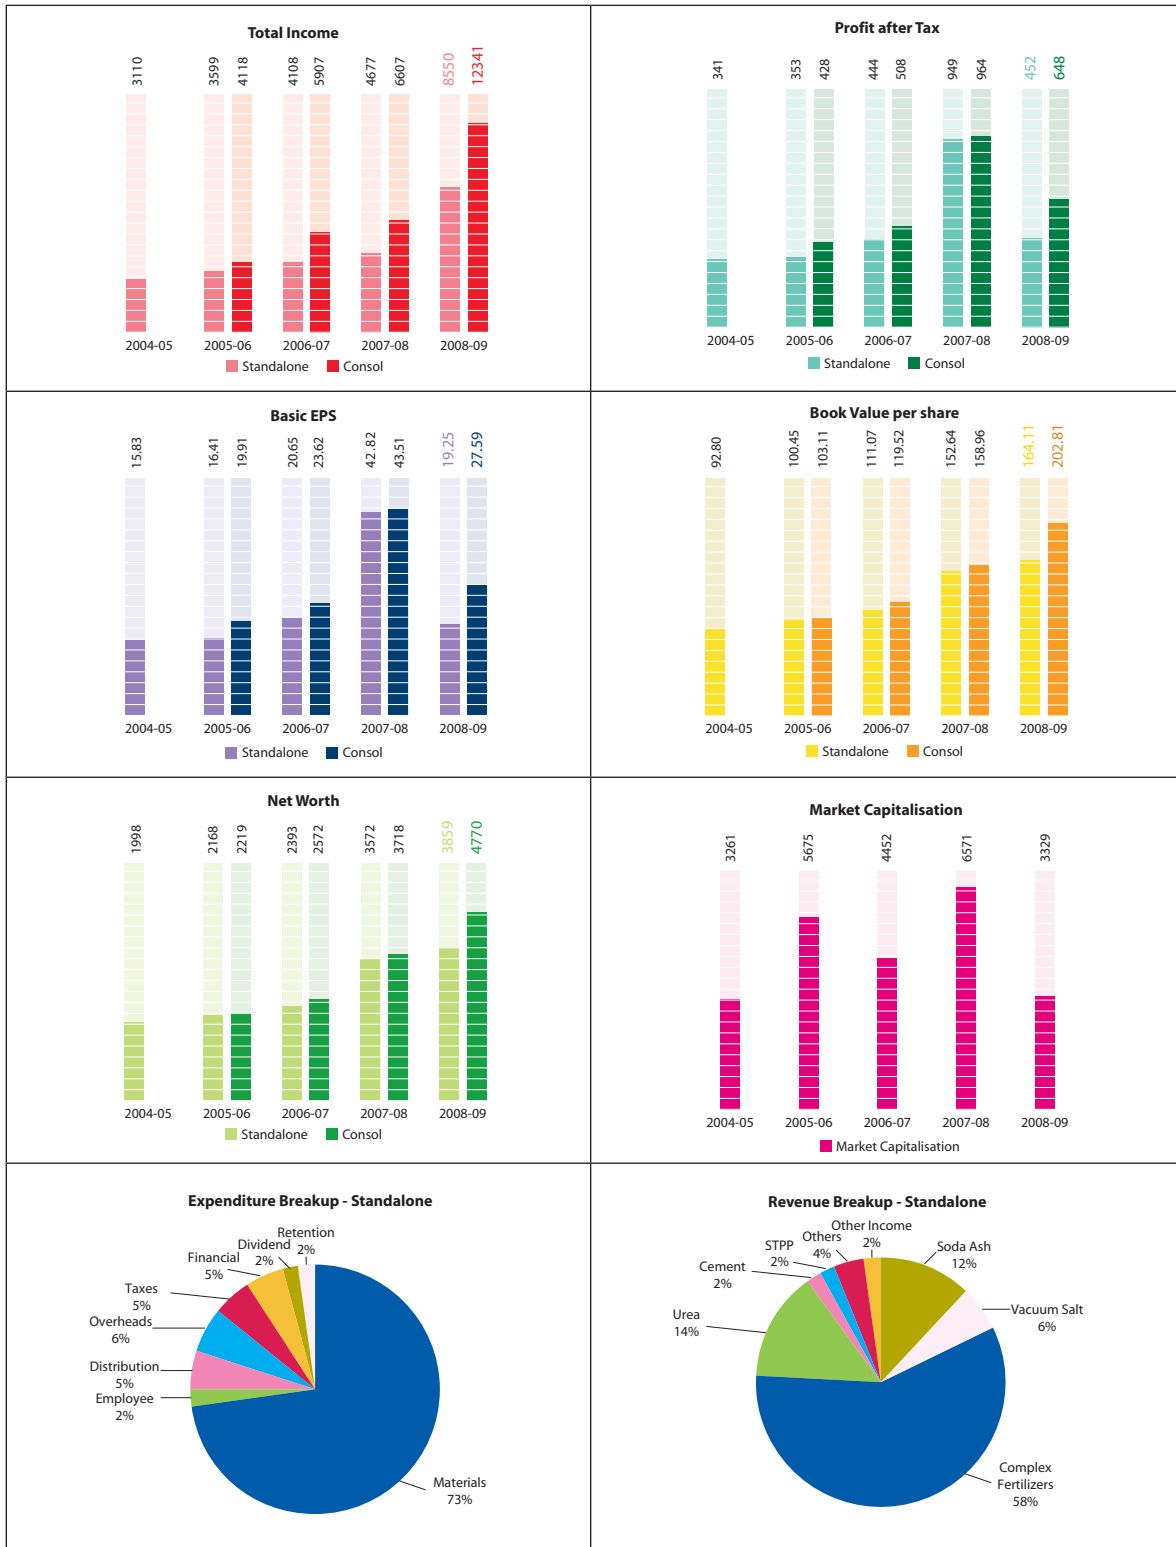 Total Income
3110
3599
4118
4108
5907
4677
6607
8550
12341
2004-05
2005-06
2006-07
2007-08
2008-09
Standalone
Consol
Profit after Tax
341
353
428
444
508
949
964
452
648
2004-05
2005-06
2006-07
2007-08
2008-09
Standalone
Consol
Basic EPS
15.83
16.41
19.91
20.65
23.62
42.82
43.51
19.25
27.59
2004-05
2005-06
2006-07
2007-08
2008-09
Standalone
Consol
Book Value per share
92.80
100.45
103.11
111.07
119.52
152.64
158.96
164.11
202.81
2004-05
2005-06
2006-07
2007-08
2008-09
Standalone
Consol
Net Worth
1998
2168
2219
2393
2572
3572
3718
3859
4770
2004-05
2005-06
2006-07
2007-08
2008-09
Standalone
Consol
Market Capitalisation
3261
5675
4452
6571
3329
2004-05
2005-06
2006-07
2007-08
2008-09
Market Capitalisation
Expenditure Breakup - Standalone
Retention
2%
Dividend
2%
Financial
5%
Taxes
5%
Overheads
6%
Distribution
5%
Employee
2%
Materials
73%
Revenue Breakup - Standalone
Other Income
2%
Others
4%
STPP
2%
Cement
2%
Urea
14%
Soda Ash
12%
Vacuum Salt
6%
Complex
Fertilizers
58%